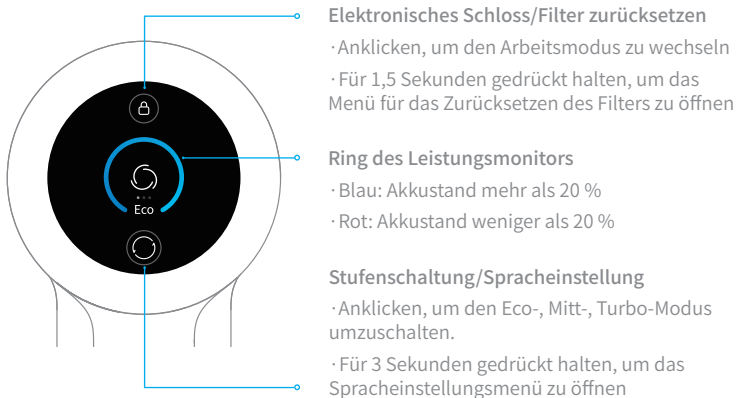 Elektronisches Schloss/Filter zurücksetzen
·Anklicken, um den Arbeitsmodus zu wechseln
·Für 1,5 Sekunden gedrückt halten, um das
Menü für das Zurücksetzen des Filters zu öffnen
Eco
Ring des Leistungsmonitors
·Blau: Akkustand mehr als 20 %
·Rot: Akkustand weniger als 20 %
Stufenschaltung/Spracheinstellung
·Anklicken, um den Eco-, Mitt-, Turbo-Modus
umzuschalten.
·Für 3 Sekunden gedrückt halten, um das
Spracheinstellungsmenü zu öffnen